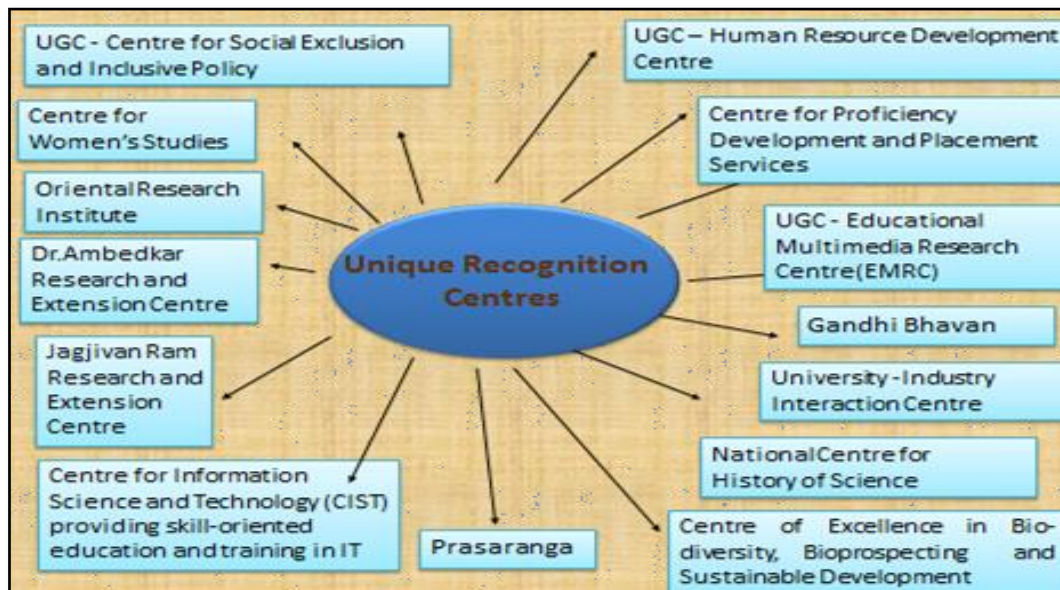 UGC - Centre for Social Exclusion
and Inclusive Policy
UGC – Human Resource Development
Centre
Centre for
Women's Studies
Centre for Proficiency
Development and Placement
Services
Oriental Research
Institute
UGC - Educational
Multimedia Research
Centre(EMRC)
Dr.Ambedkar
Research and
Extension Centre
Unique Recognition
Centres
Gandhi Bhavan
Jagjivan Ram
Research and
Extension
Centre
University -Industry
Interaction Centre
National Centre for
History of Science
Centre for Information
Science and Technology (CIST)
providing skill-oriented
education and training in IT
Prasaranga
Centre of Excellence in Bio-
diversity, Bioprospecting and
Sustainable Development